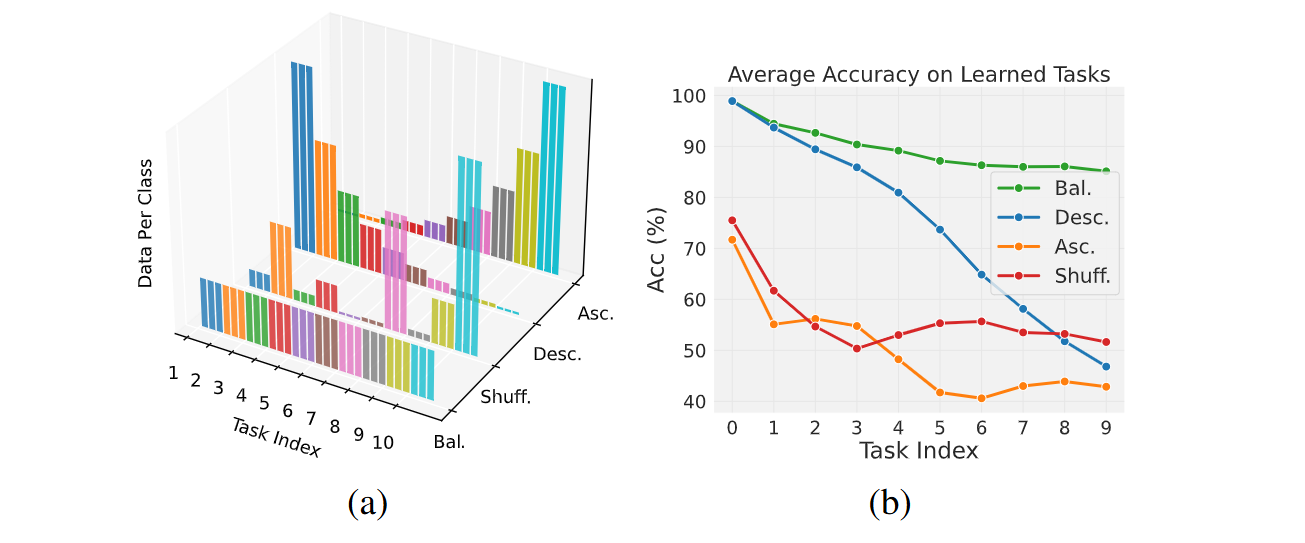 Data Per Class
1 2 3 4 5 6 7 8 9 10
Task Index
Bal.
Shuff.
Desc.
Asc.
(a)
Average Accuracy on Learned Tasks
Acc (%)
100
90
80
70
60
50
40
0 1 2 3 4 5 6 7 8 9
Task Index
Bal.
Desc.
Asc.
Shuff.
(b)